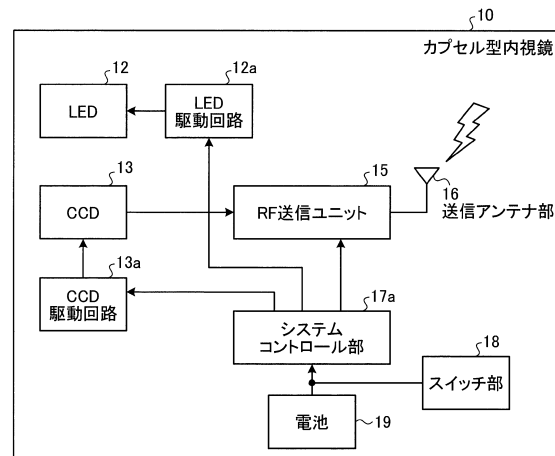 10
カプセル型内視鏡
12
LED
12a
LED
駆動回路
13
CCD
15
RF送信ユニット
16
送信アンテナ部
13a
CCD
駆動回路
17a
システム
コントロール部
18
スイッチ部
電池
19